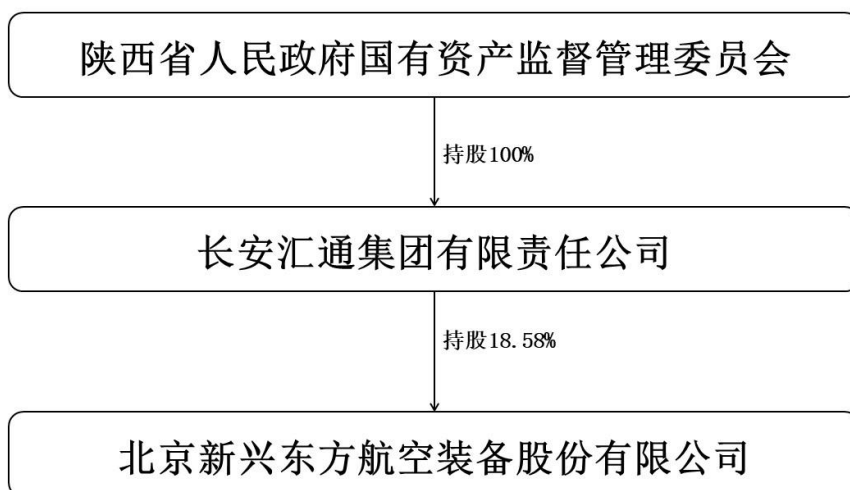 陕西省人民政府国有资产监督管理委员会
持股100%
长安汇通集团有限责任公司
持股18.58%
北京新兴东方航空装备股份有限公司